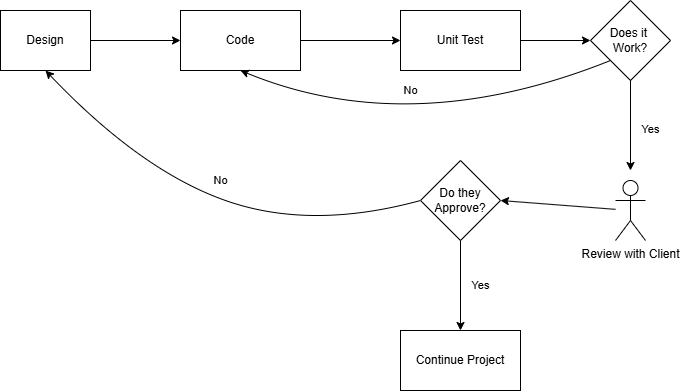 Design
Code
Unit Test
Does it
Work?
No
Yes
No
Do they
Approve?
Review with Client
Yes
Continue Project